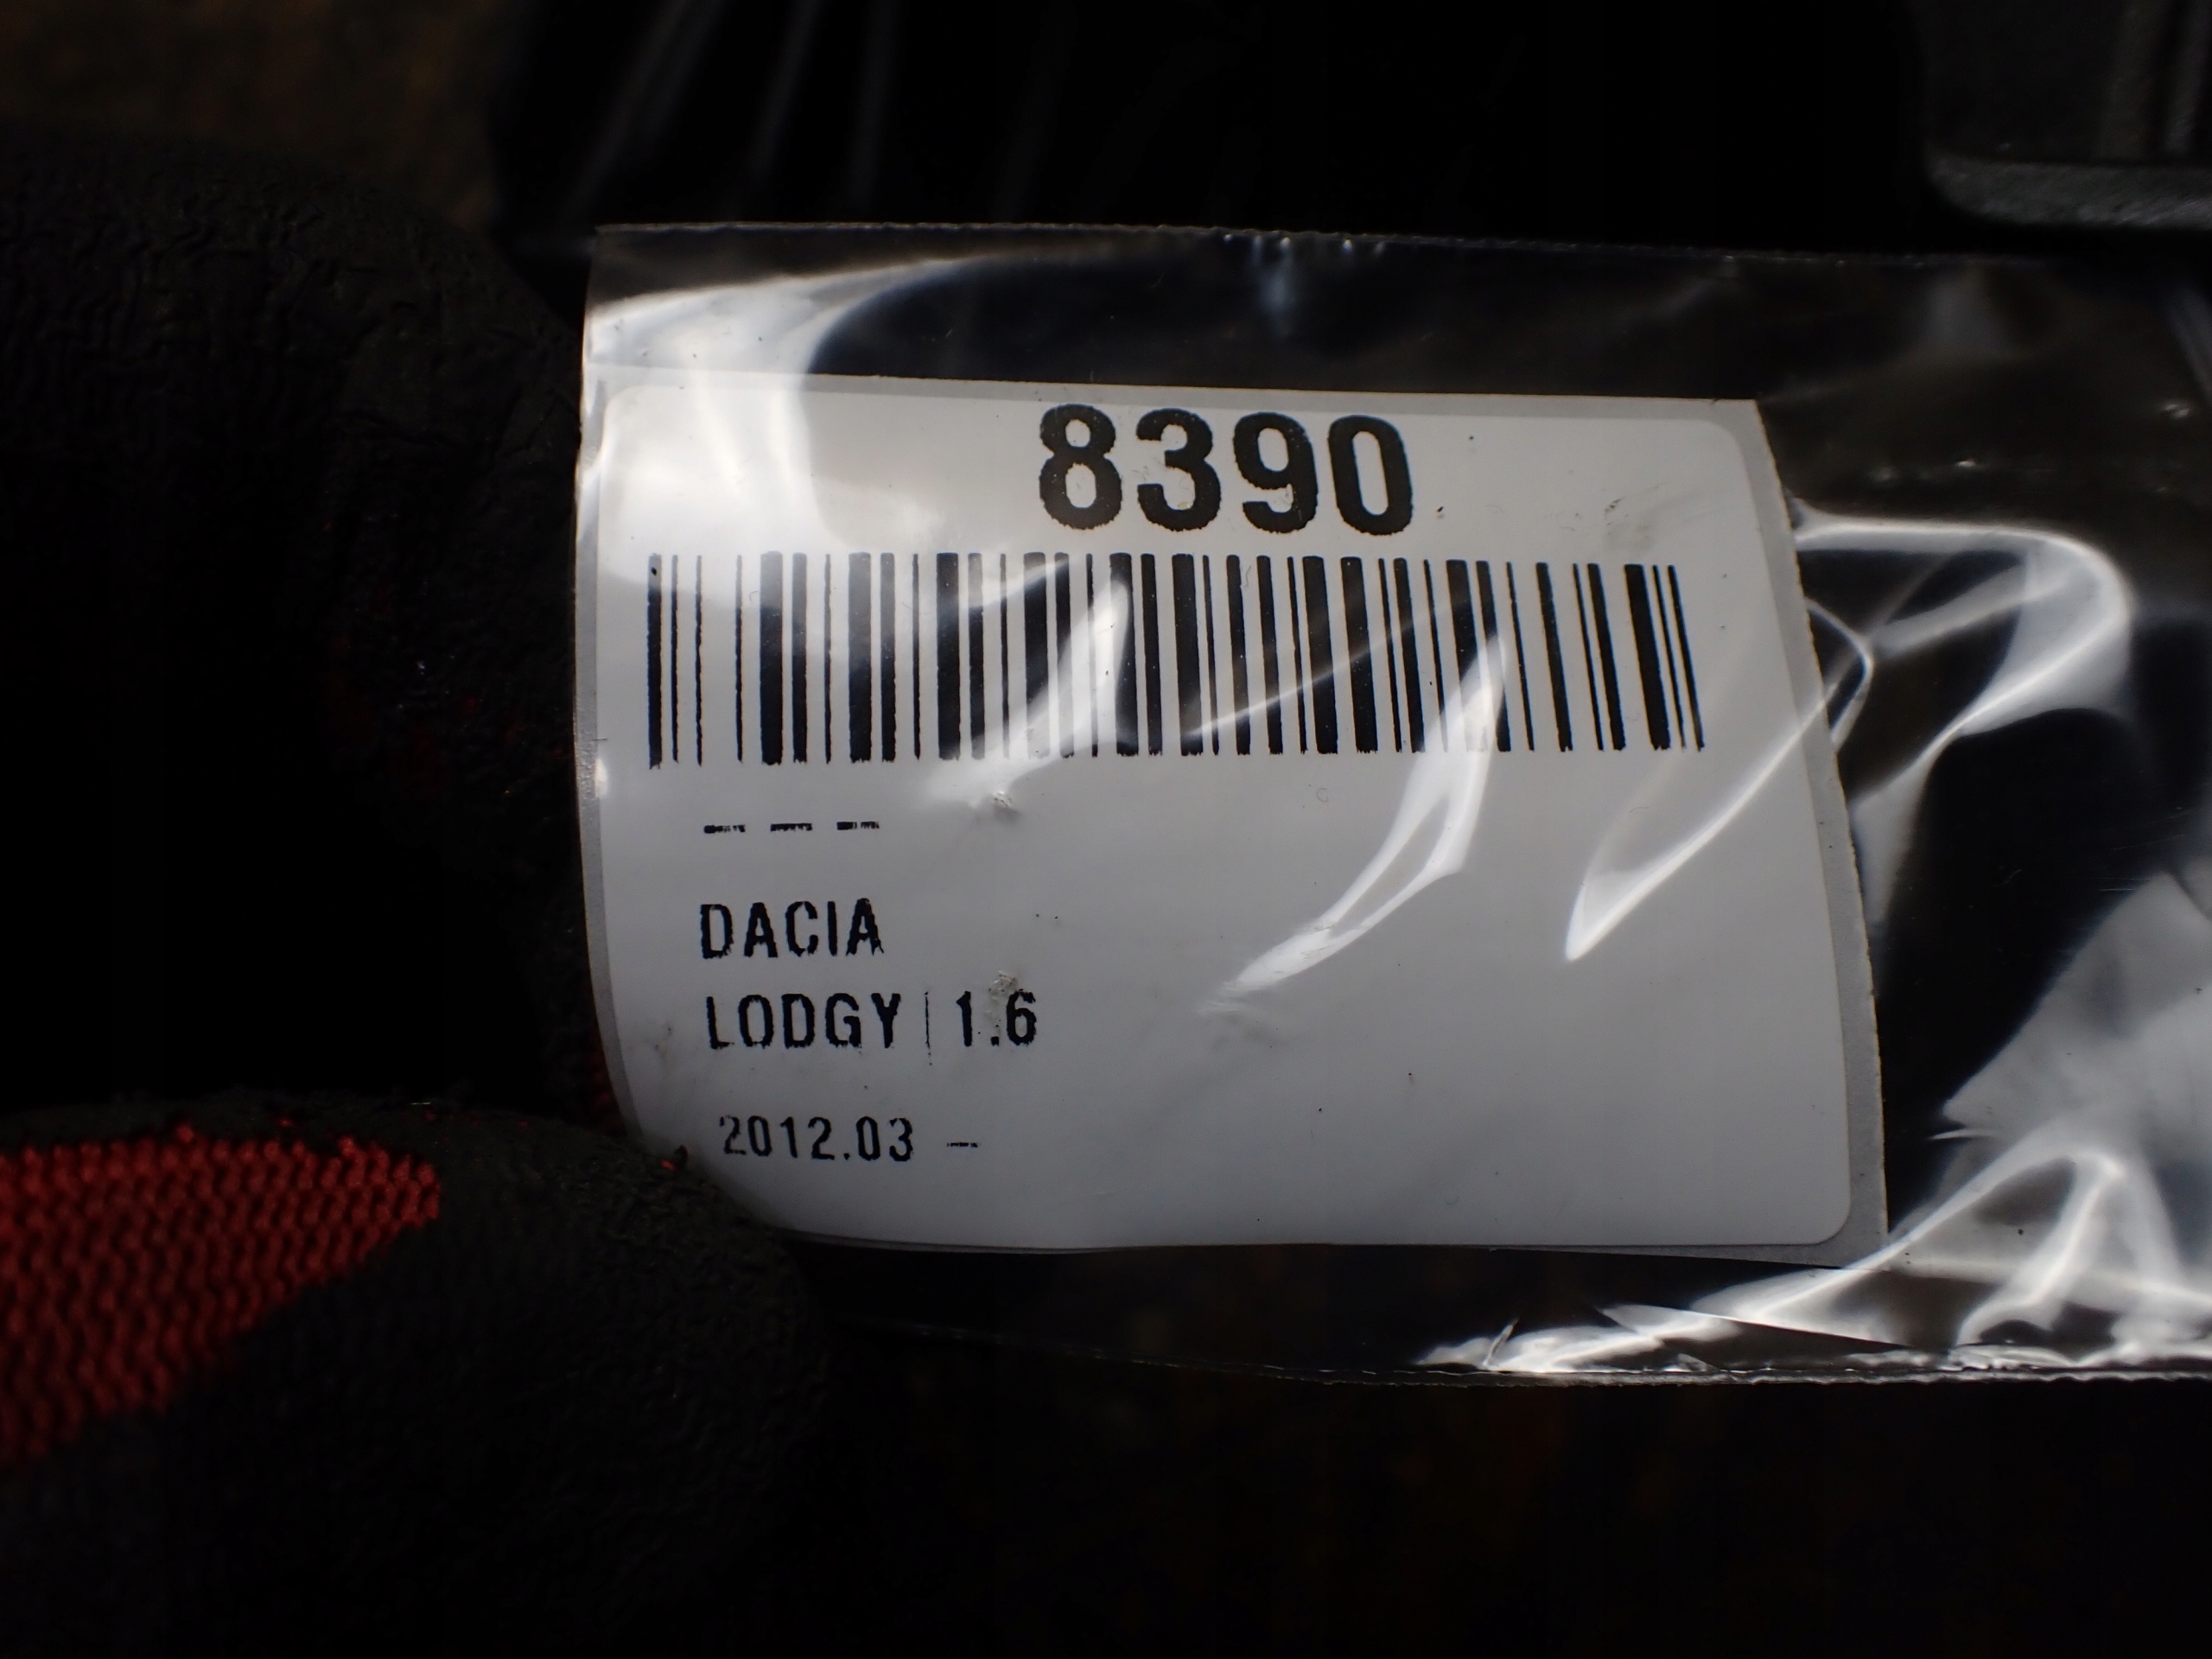 8390
– – –
DACIA
LODGY | 1.6
2012.03 –